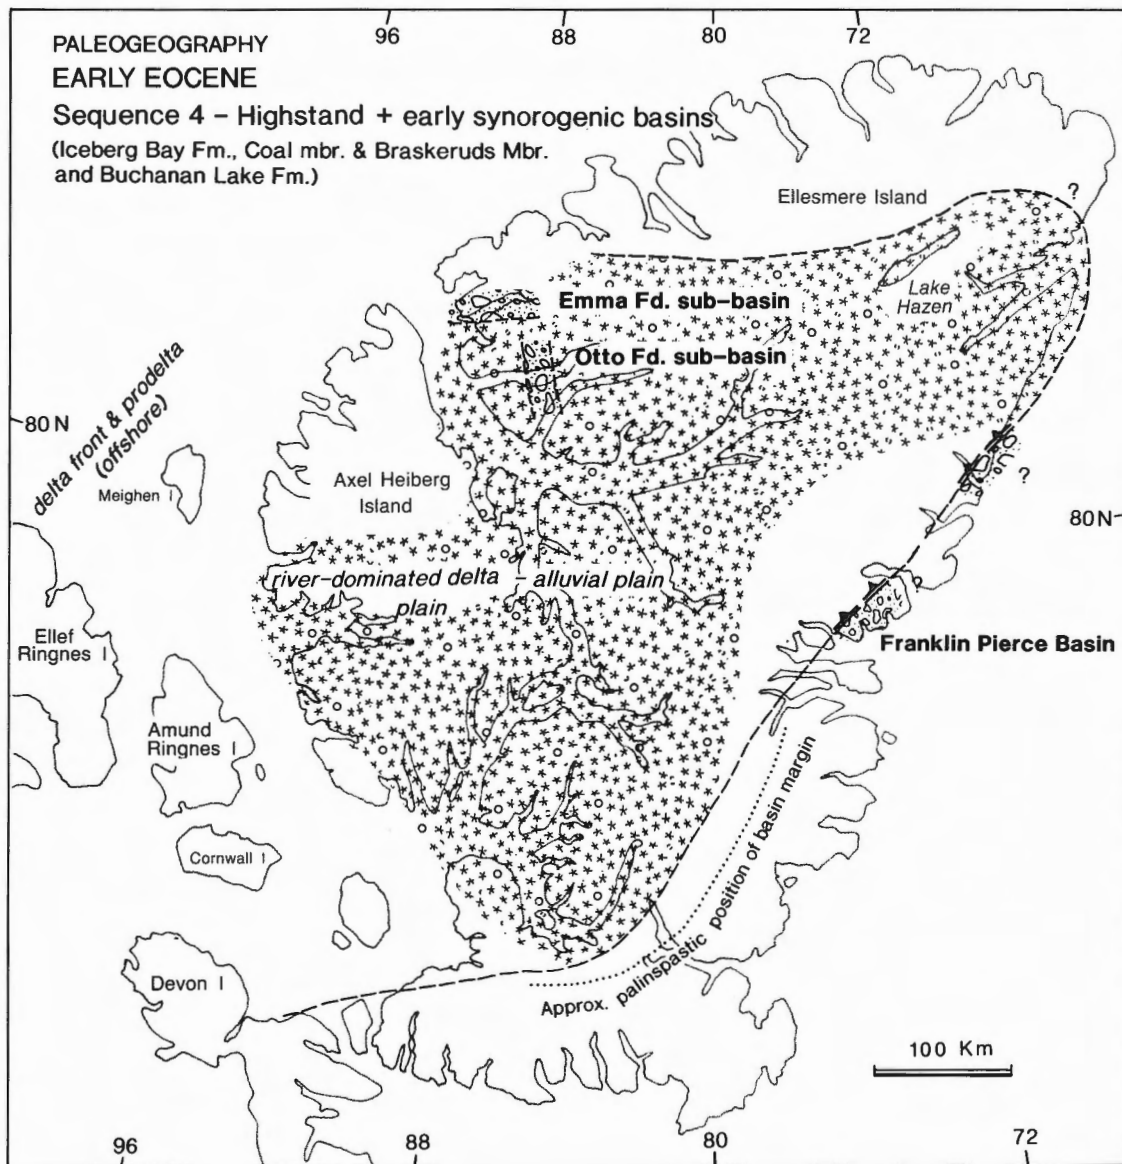 96 88 80 72
PALEOGEOGRAPHY
EARLY EOCENE
Sequence 4 – Highstand + early synorogenic basins
(Iceberg Bay Fm., Coal mbr. & Braskeruds Mbr.
and Buchanan Lake Fm.)
Ellesmere Island
?
Lake
Hazen
Emma Fd. sub-basin
Otto Fd. sub-basin
80 N
delta front & prodelta
(offshore)
Meighen I
Axel Heiberg
Island
?
80N
river-dominated delta – alluvial plain
plain
Ellef
Ringnes I
Franklin Pierce Basin
Amund
Ringnes I
Cornwall I
Approx. palinspastic position of basin margin
Devon I
100 Km
96 88 80 72